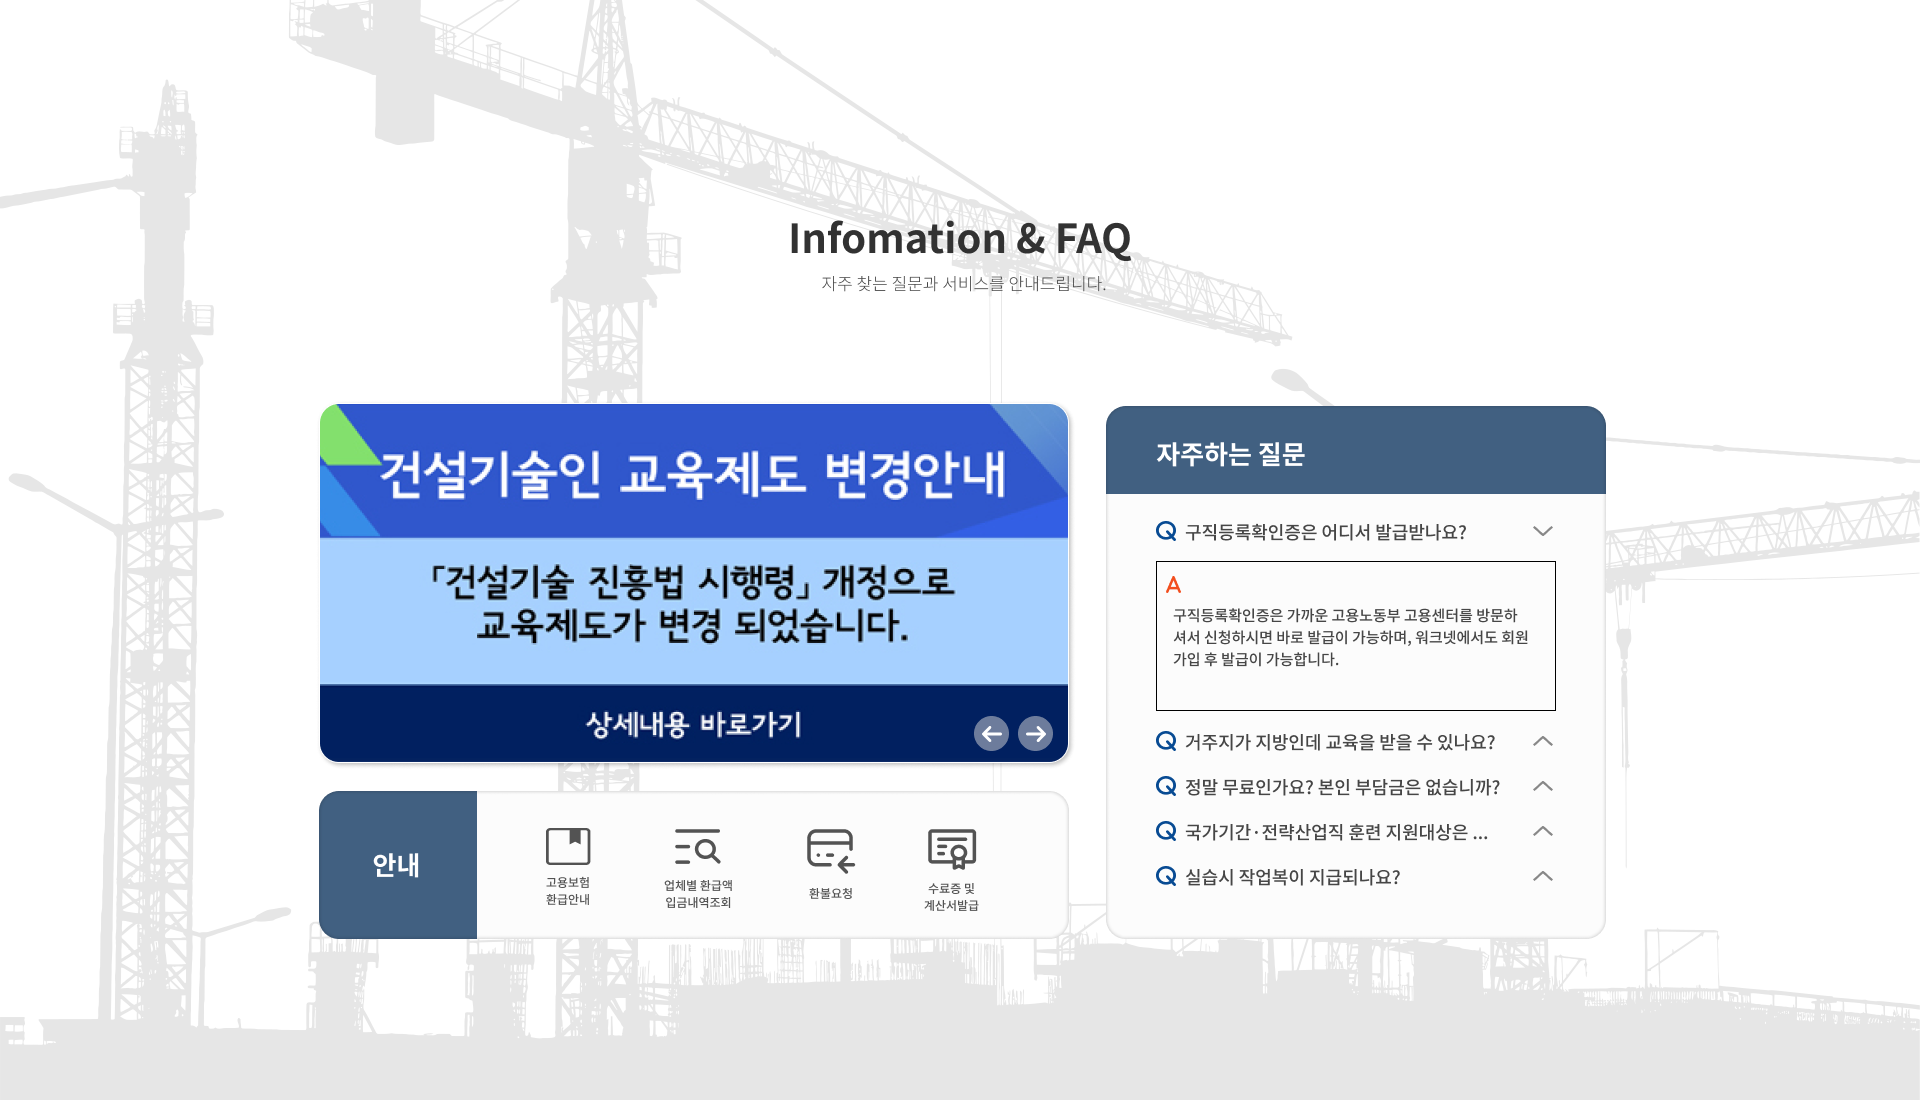 Infomation & FAQ
자주 찾는 질문과 서비스를 안내드립니다.
건설기술인 교육제도 변경안내
「건설기술 진흥법 시행령」 개정으로
교육제도가 변경 되었습니다.
상세내용 바로가기
안내
고용보험
환급안내
업체별 환급액
입금내역조회
환불요청
수료증 및
계산서발급
자주하는 질문
Q 구직등록확인증은 어디서 발급받나요?
A
구직등록확인증은 가까운 고용노동부 고용센터를 방문하
셔서 신청하시면 바로 발급이 가능하며, 워크넷에서도 회원
가입 후 발급이 가능합니다.
Q 거주지가 지방인데 교육을 받을 수 있나요?
Q 정말 무료인가요? 본인 부담금은 없습니까?
Q 국가기간·전략산업직 훈련 지원대상은 ...
Q 실습시 작업복이 지급되나요?